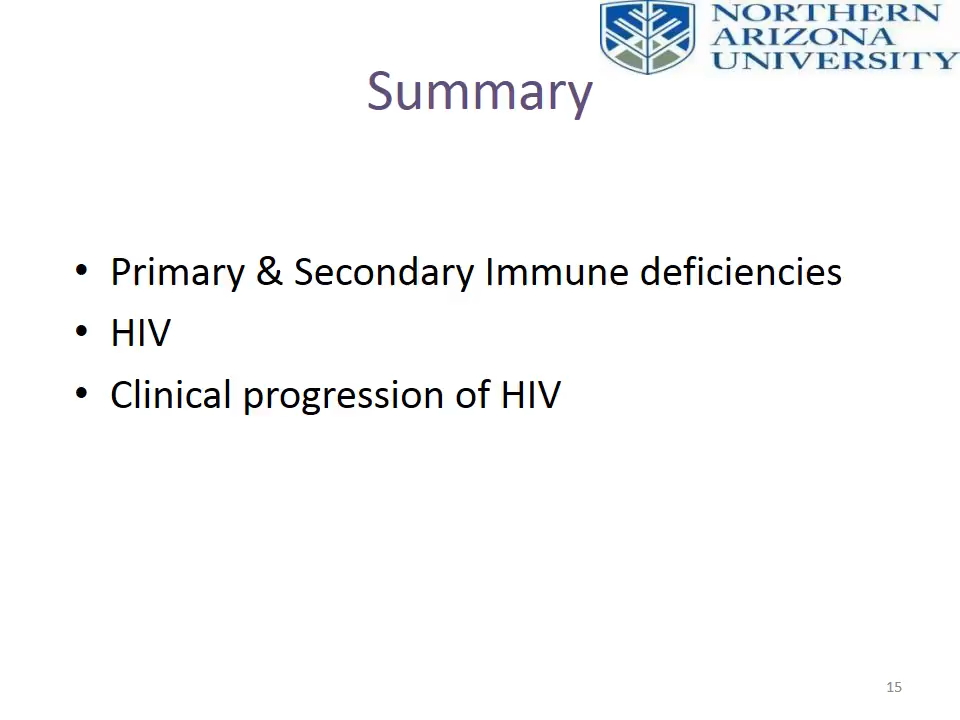 NORTHERN
ARIZONA
UNIVERSITY
Summary
• Primary & Secondary Immune deficiencies
• HIV
• Clinical progression of HIV
15